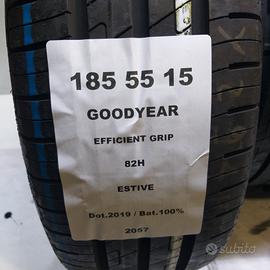 185 55 15
GOODYEAR
EFFICIENT GRIP
82H
ESTIVE
Dot.2019 / Bat.100%
2057
subito